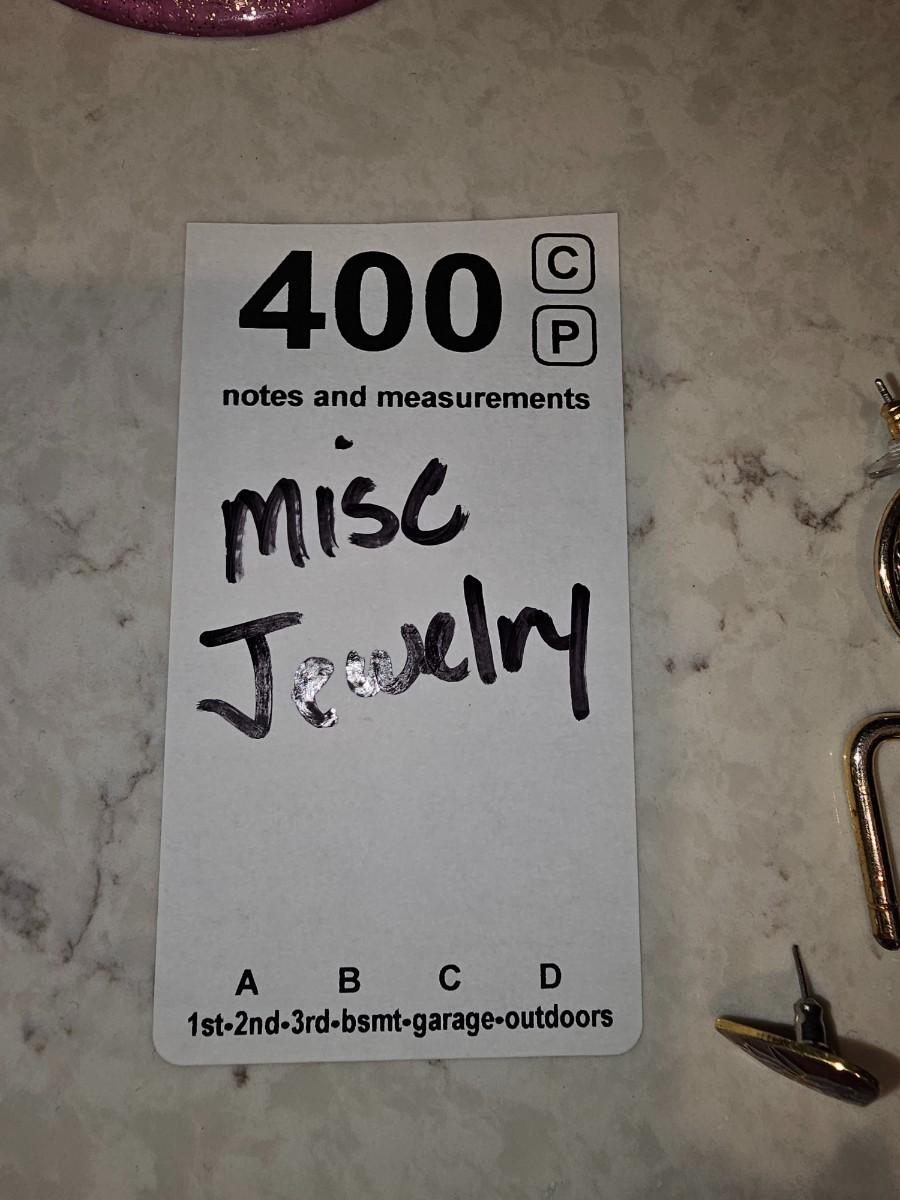 400
C
P
notes and measurements
misc
Jewelry
A B C D
1st•2nd•3rd•bsmt•garage•outdoors